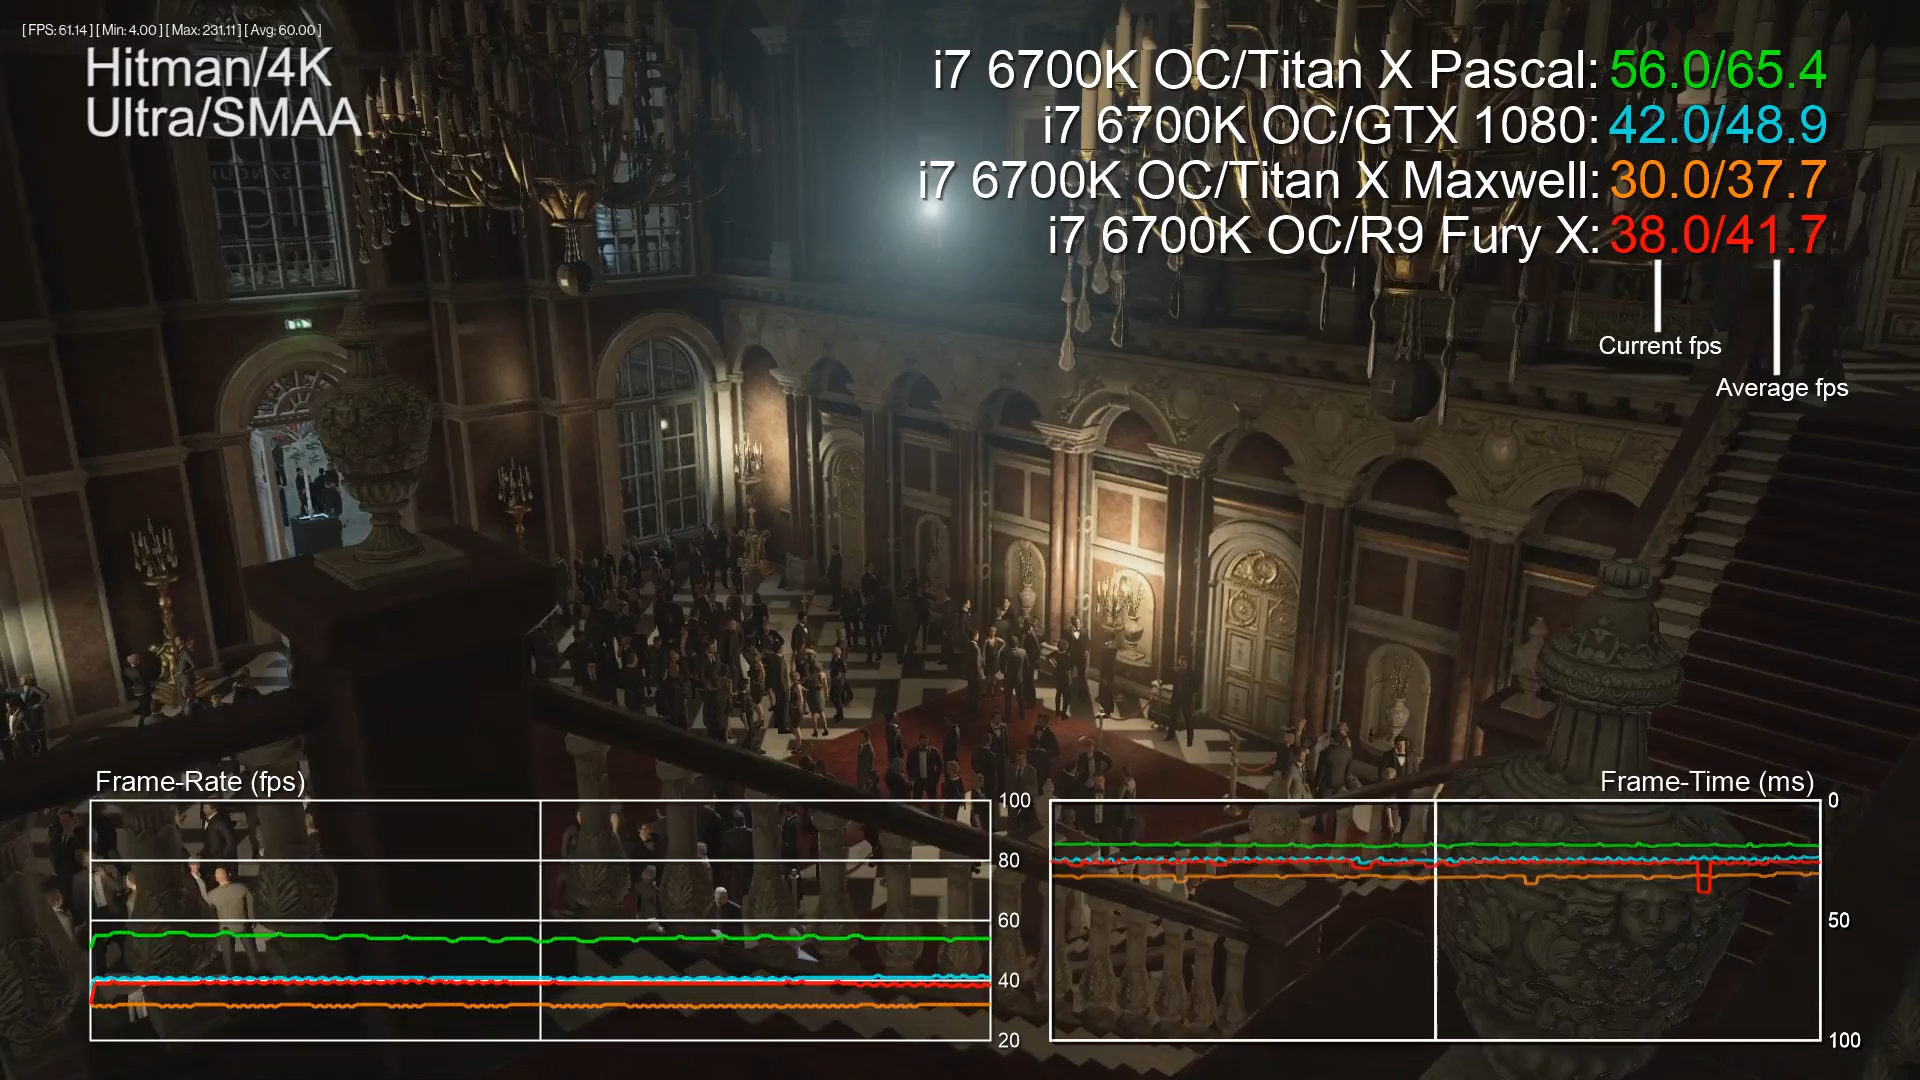 [ FPS: 61.14 ] [ Min: 4.00 ] [ Max: 231.11 ] [ Avg: 60.00 ]
Hitman/4K
Ultra/SMAA
i7 6700K OC/Titan X Pascal: 56.0/65.4
i7 6700K OC/GTX 1080: 42.0/48.9
i7 6700K OC/Titan X Maxwell: 30.0/37.7
i7 6700K OC/R9 Fury X: 38.0/41.7
Current fps
Average fps
Frame-Rate (fps)
100
80
60
40
20
Frame-Time (ms)
0
50
100